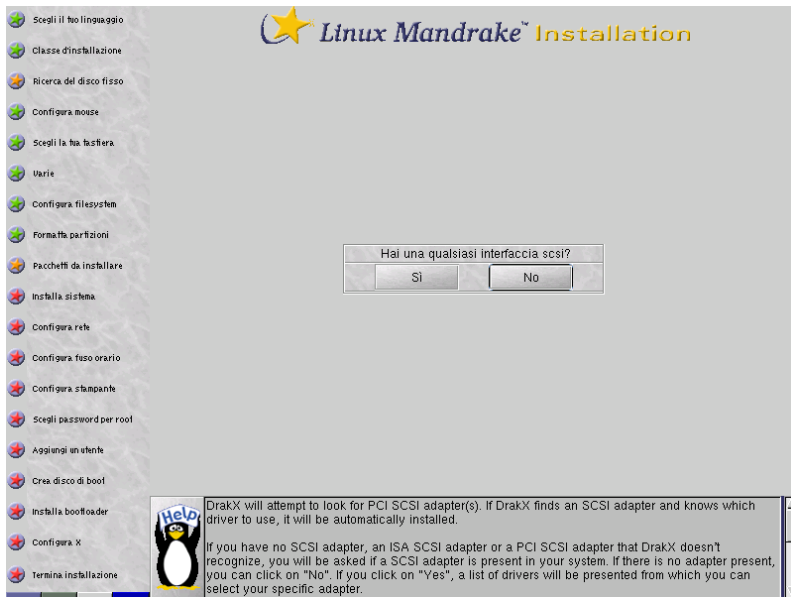 Linux Mandrake™ Installation
Scegli il tuo linguaggio
Classe d'installazione
Ricerca del disco fisso
Configura mouse
Scegli la tua tastiera
Varie
Configura filesystem
Formatta partizioni
Pacchetti da installare
Installa sistema
Configura rete
Configura fuso orario
Configura stampante
Scegli password per root
Aggiungi un utente
Crea disco di boot
Installa bootloader
Configura X
Termina installazione
Hai una qualsiasi interfaccia scsi?
Sì
No
Help
DrakX will attempt to look for PCI SCSI adapter(s). If DrakX finds an SCSI adapter and knows which
driver to use, it will be automatically installed.
If you have no SCSI adapter, an ISA SCSI adapter or a PCI SCSI adapter that DrakX doesn't
recognize, you will be asked if a SCSI adapter is present in your system. If there is no adapter present,
you can click on "No". If you click on "Yes", a list of drivers will be presented from which you can
select your specific adapter.